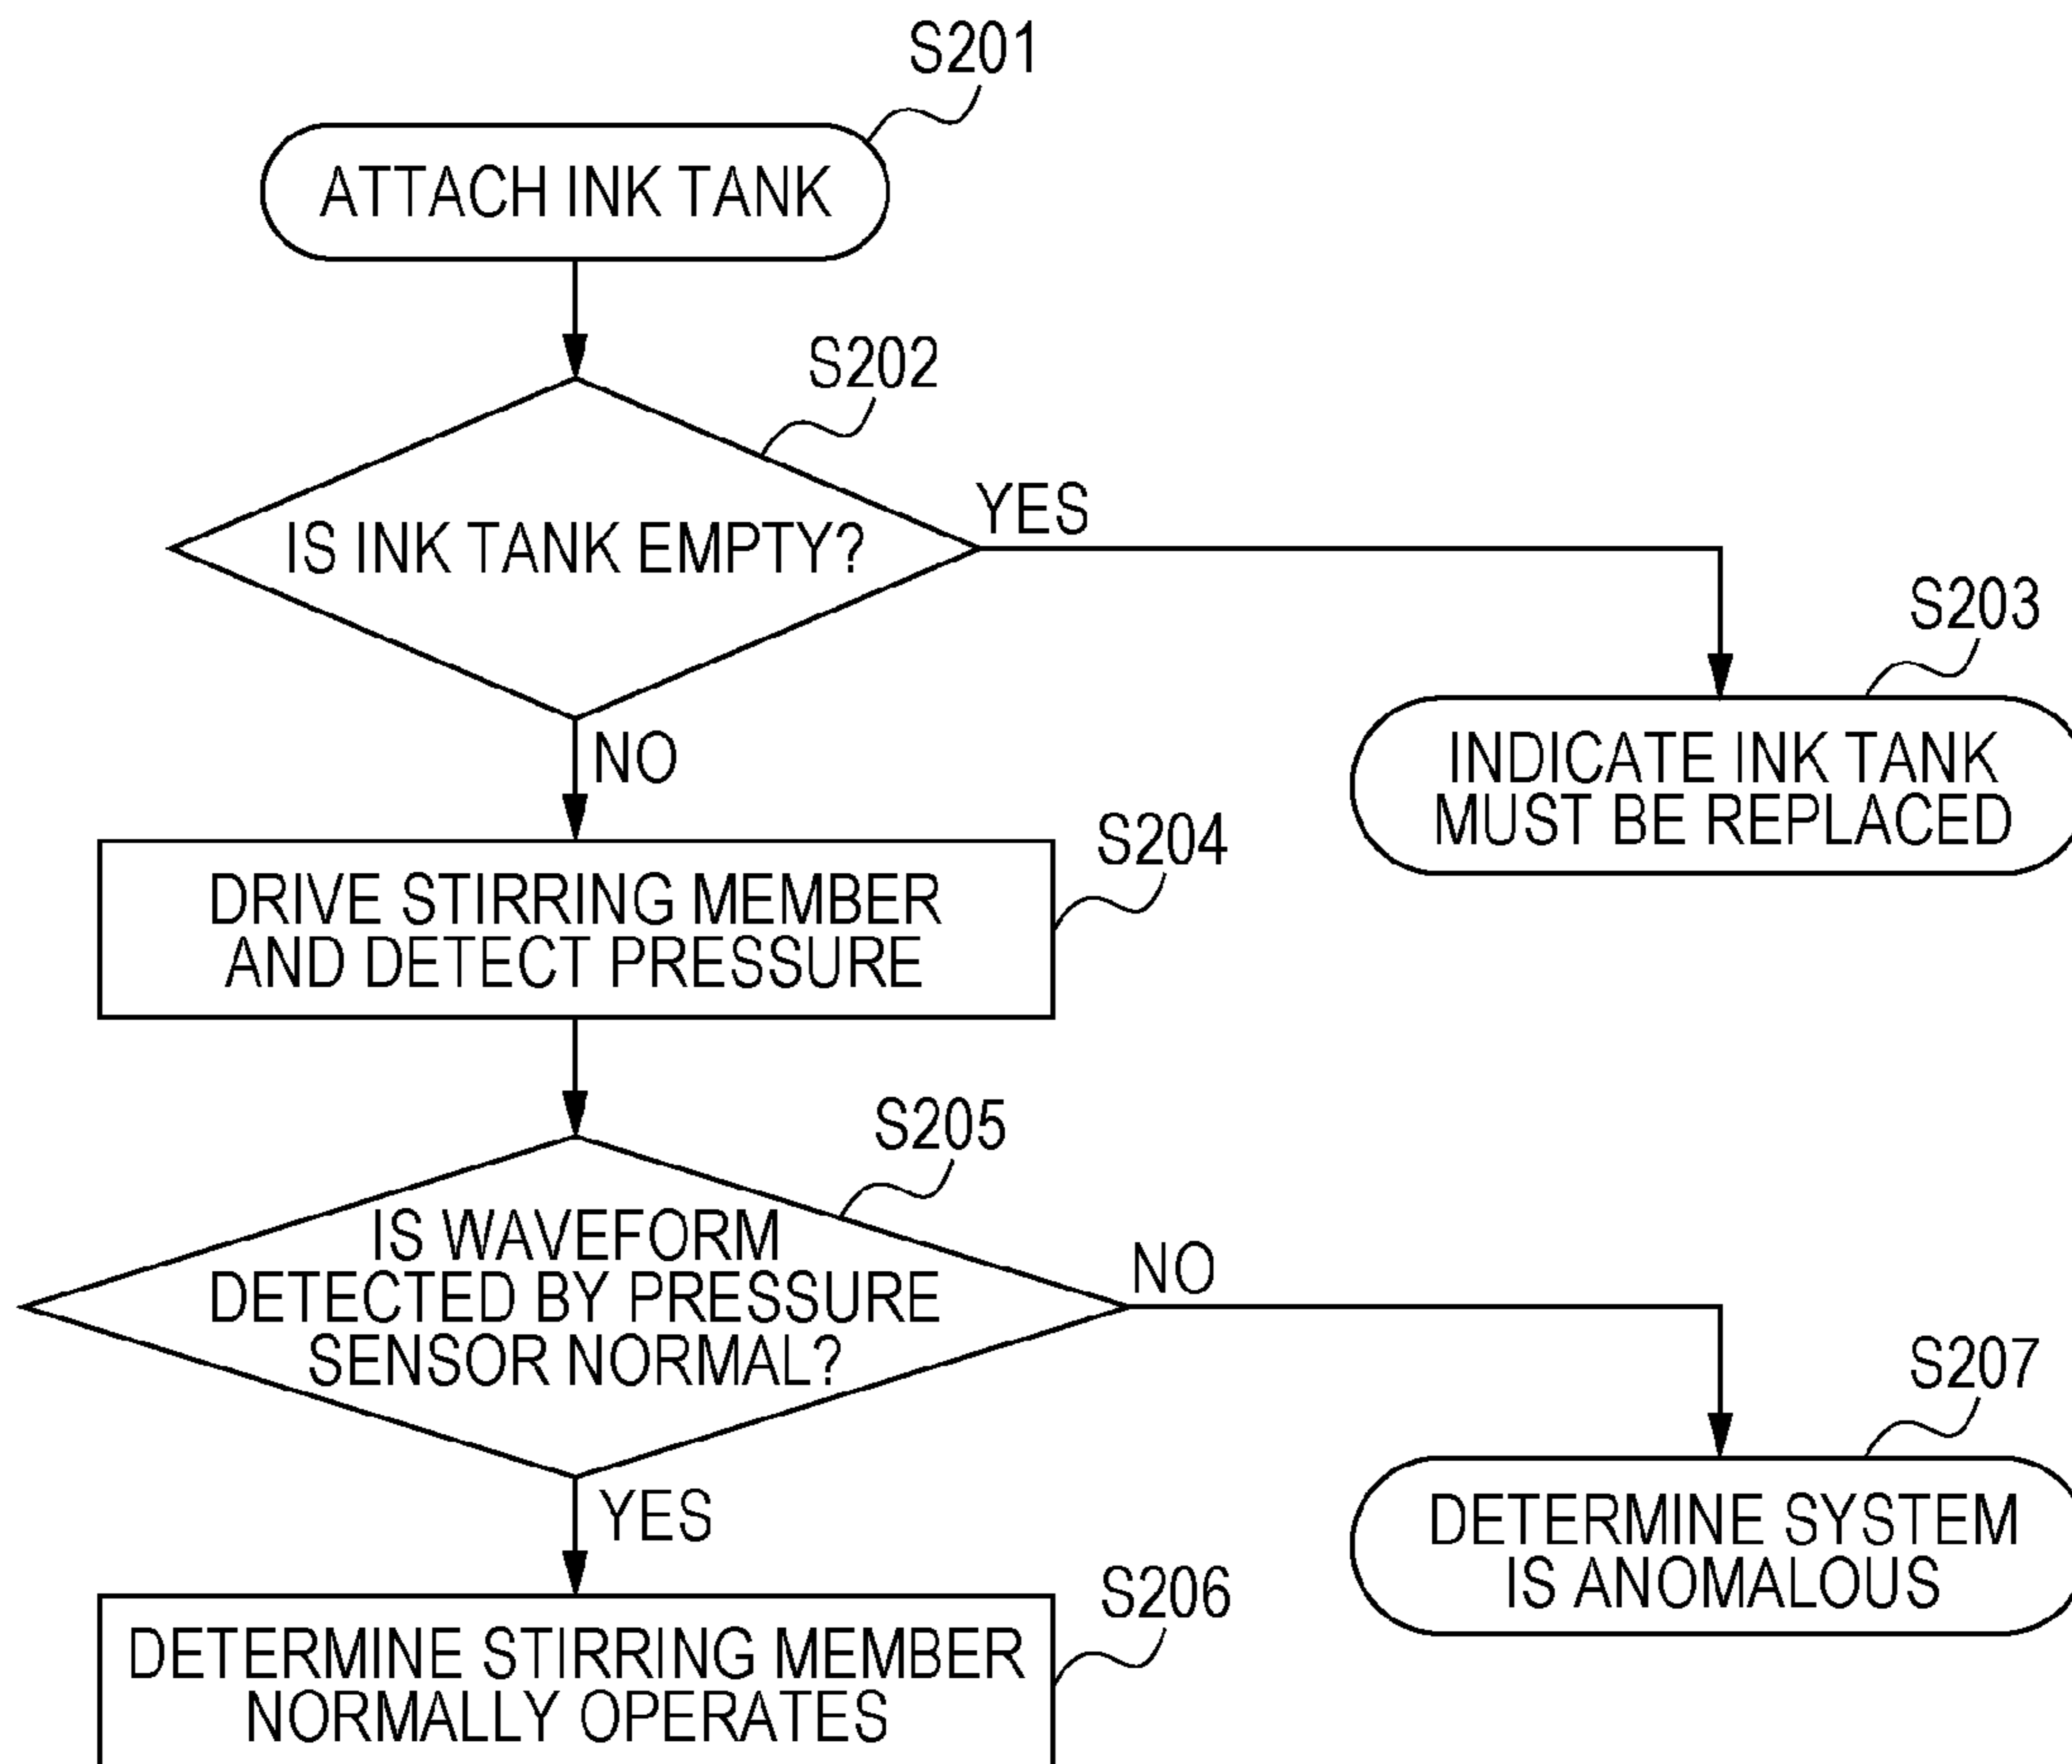 S201
ATTACH INK TANK
S202
IS INK TANK EMPTY?
YES
S203
INDICATE INK TANK
MUST BE REPLACED
NO
S204
DRIVE STIRRING MEMBER
AND DETECT PRESSURE
S205
IS WAVEFORM
DETECTED BY PRESSURE
SENSOR NORMAL?
NO
S207
DETERMINE SYSTEM
IS ANOMALOUS
YES
S206
DETERMINE STIRRING MEMBER
NORMALLY OPERATES